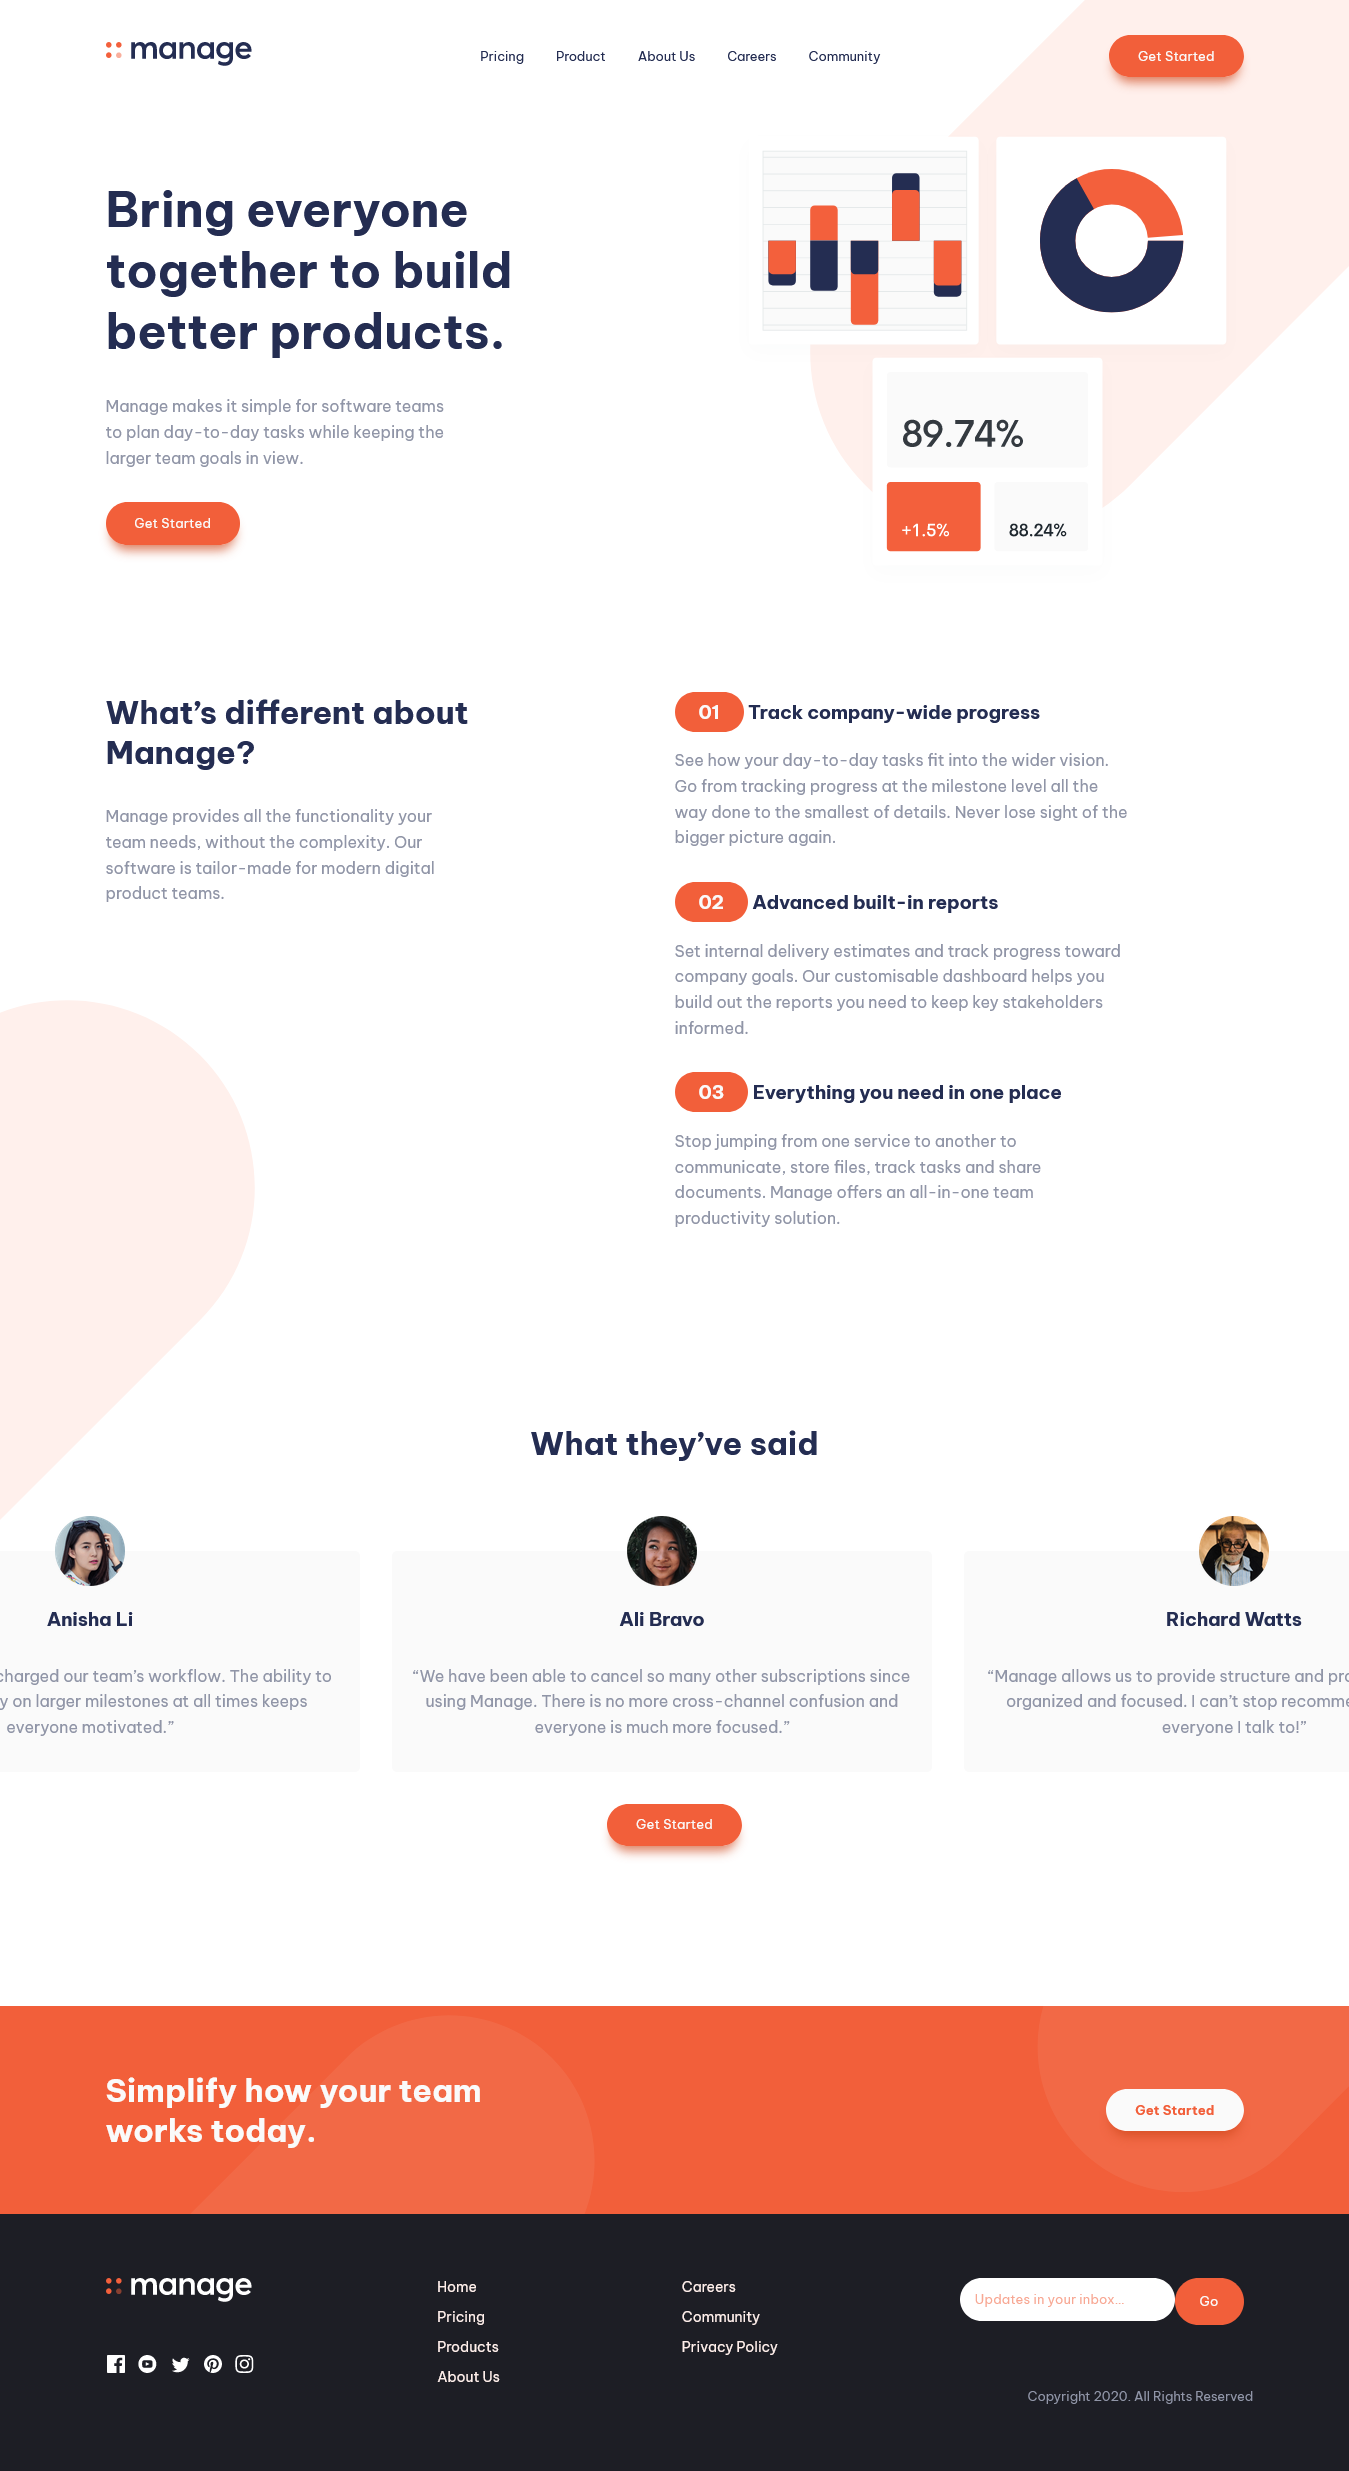 manage
Pricing
Product
About Us
Careers
Community
Get Started
Bring everyone
together to build
better products.
Manage makes it simple for software teams
to plan day-to-day tasks while keeping the
larger team goals in view.
Get Started
89.74%
+1.5%
88.24%
What’s different about
Manage?
Manage provides all the functionality your
team needs, without the complexity. Our
software is tailor-made for modern digital
product teams.
01 Track company-wide progress
See how your day-to-day tasks fit into the wider vision.
Go from tracking progress at the milestone level all the
way done to the smallest of details. Never lose sight of the
bigger picture again.
02 Advanced built-in reports
Set internal delivery estimates and track progress toward
company goals. Our customisable dashboard helps you
build out the reports you need to keep key stakeholders
informed.
03 Everything you need in one place
Stop jumping from one service to another to
communicate, store files, track tasks and share
documents. Manage offers an all-in-one team
productivity solution.
What they’ve said
Anisha Li
charged our team’s workflow. The ability to
y on larger milestones at all times keeps
everyone motivated.”
Ali Bravo
“We have been able to cancel so many other subscriptions since
using Manage. There is no more cross-channel confusion and
everyone is much more focused.”
Richard Watts
“Manage allows us to provide structure and pro
organized and focused. I can’t stop recomme
everyone I talk to!”
Get Started
Simplify how your team
works today.
Get Started
manage
Home
Pricing
Products
About Us
Careers
Community
Privacy Policy
Updates in your inbox...
Go
Copyright 2020. All Rights Reserved